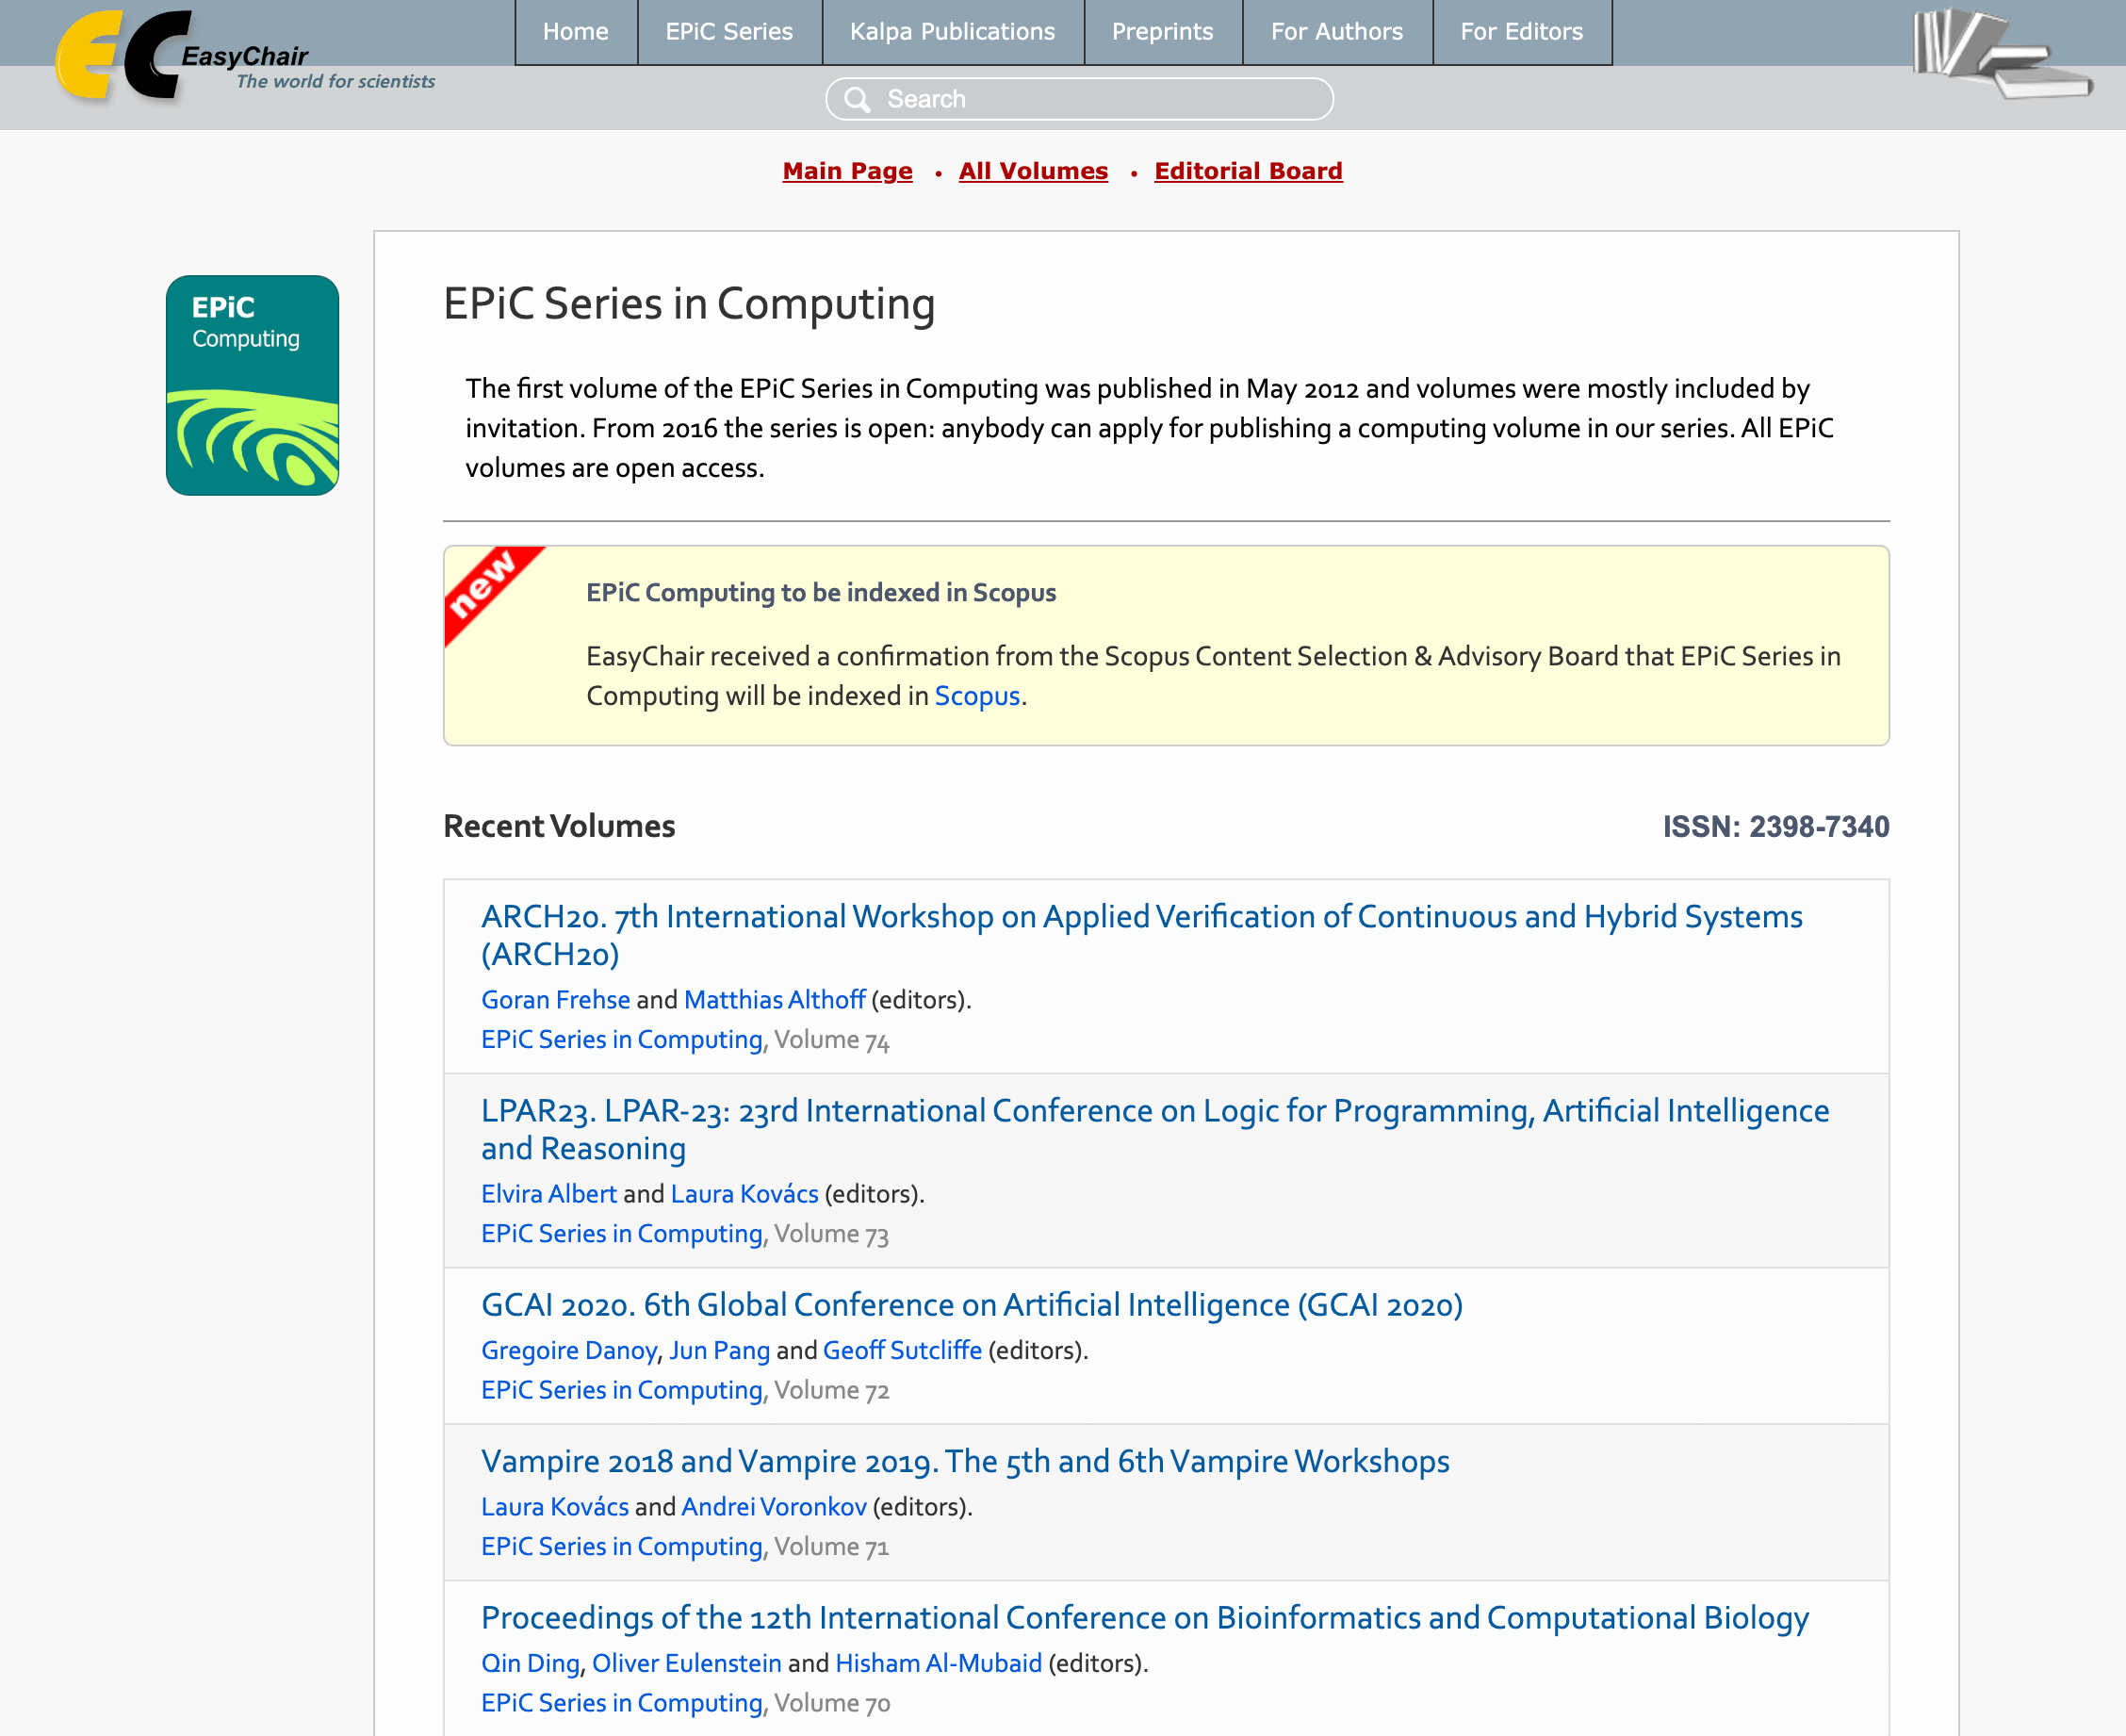 EasyChair
The world for scientists
Home
EPiC Series
Kalpa Publications
Preprints
For Authors
For Editors
Search
Main Page • All Volumes • Editorial Board
EPiC
Computing
EPiC Series in Computing
The first volume of the EPiC Series in Computing was published in May 2012 and volumes were mostly included by
invitation. From 2016 the series is open: anybody can apply for publishing a computing volume in our series. All EPiC
volumes are open access.
new
EPiC Computing to be indexed in Scopus
EasyChair received a confirmation from the Scopus Content Selection & Advisory Board that EPiC Series in
Computing will be indexed in Scopus.
Recent Volumes
ISSN: 2398-7340
ARCH20. 7th International Workshop on Applied Verification of Continuous and Hybrid Systems
(ARCH20)
Goran Frehse and Matthias Althoff (editors).
EPiC Series in Computing, Volume 74
LPAR23. LPAR-23: 23rd International Conference on Logic for Programming, Artificial Intelligence
and Reasoning
Elvira Albert and Laura Kovács (editors).
EPiC Series in Computing, Volume 73
GCAI 2020. 6th Global Conference on Artificial Intelligence (GCAI 2020)
Gregoire Danoy, Jun Pang and Geoff Sutcliffe (editors).
EPiC Series in Computing, Volume 72
Vampire 2018 and Vampire 2019. The 5th and 6th Vampire Workshops
Laura Kovács and Andrei Voronkov (editors).
EPiC Series in Computing, Volume 71
Proceedings of the 12th International Conference on Bioinformatics and Computational Biology
Qin Ding, Oliver Eulenstein and Hisham Al-Mubaid (editors).
EPiC Series in Computing, Volume 70